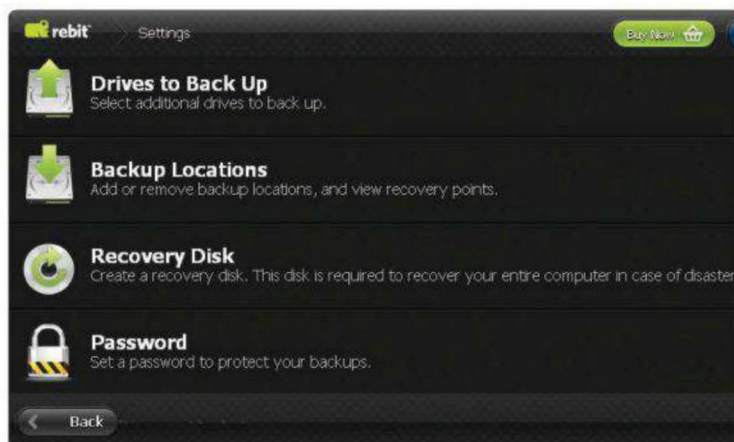 rebit Settings Buy Now
Drives to Back Up
Select additional drives to back up.
Backup Locations
Add or remove backup locations, and view recovery points.
Recovery Disk
Create a recovery disk. This disk is required to recover your entire computer in case of disaster
Password
Set a password to protect your backups.
Back